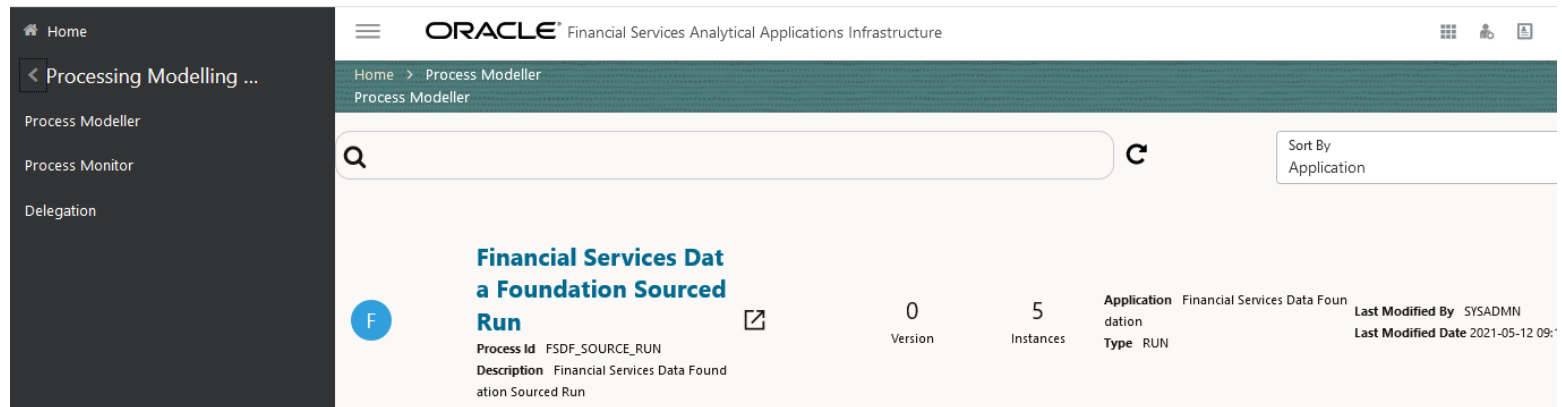 Home
Processing Modelling ...
Process Modeller
Process Monitor
Delegation
ORACLE® Financial Services Analytical Applications Infrastructure
Home > Process Modeller
Process Modeller
Sort By
Application
F
Financial Services Dat
a Foundation Sourced
Run
Process Id FSDF_SOURCE_RUN
Description Financial Services Data Found
ation Sourced Run
0
Version
5
Instances
Application Financial Services Data Foun
dation
Type RUN
Last Modified By SYSADMN
Last Modified Date 2021-05-12 09: